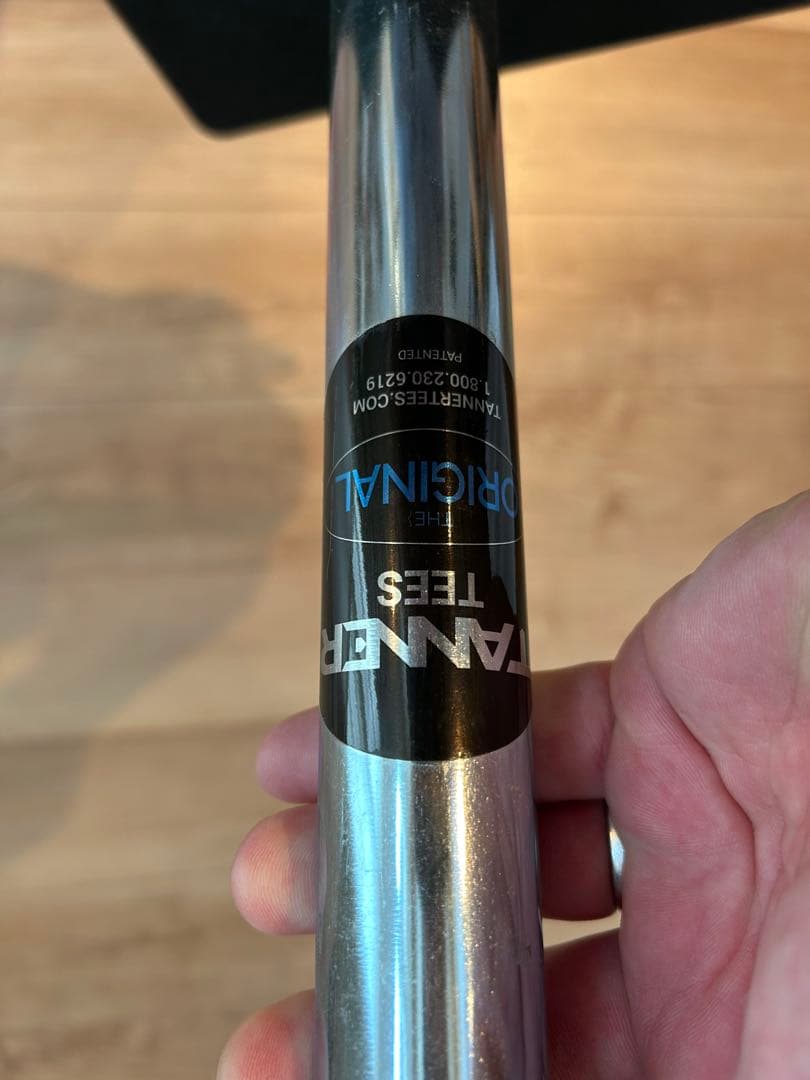 TANNER
TEES
THE
ORIGINAL
TANNERTEES.COM
1.800.230.6219
PATENTED